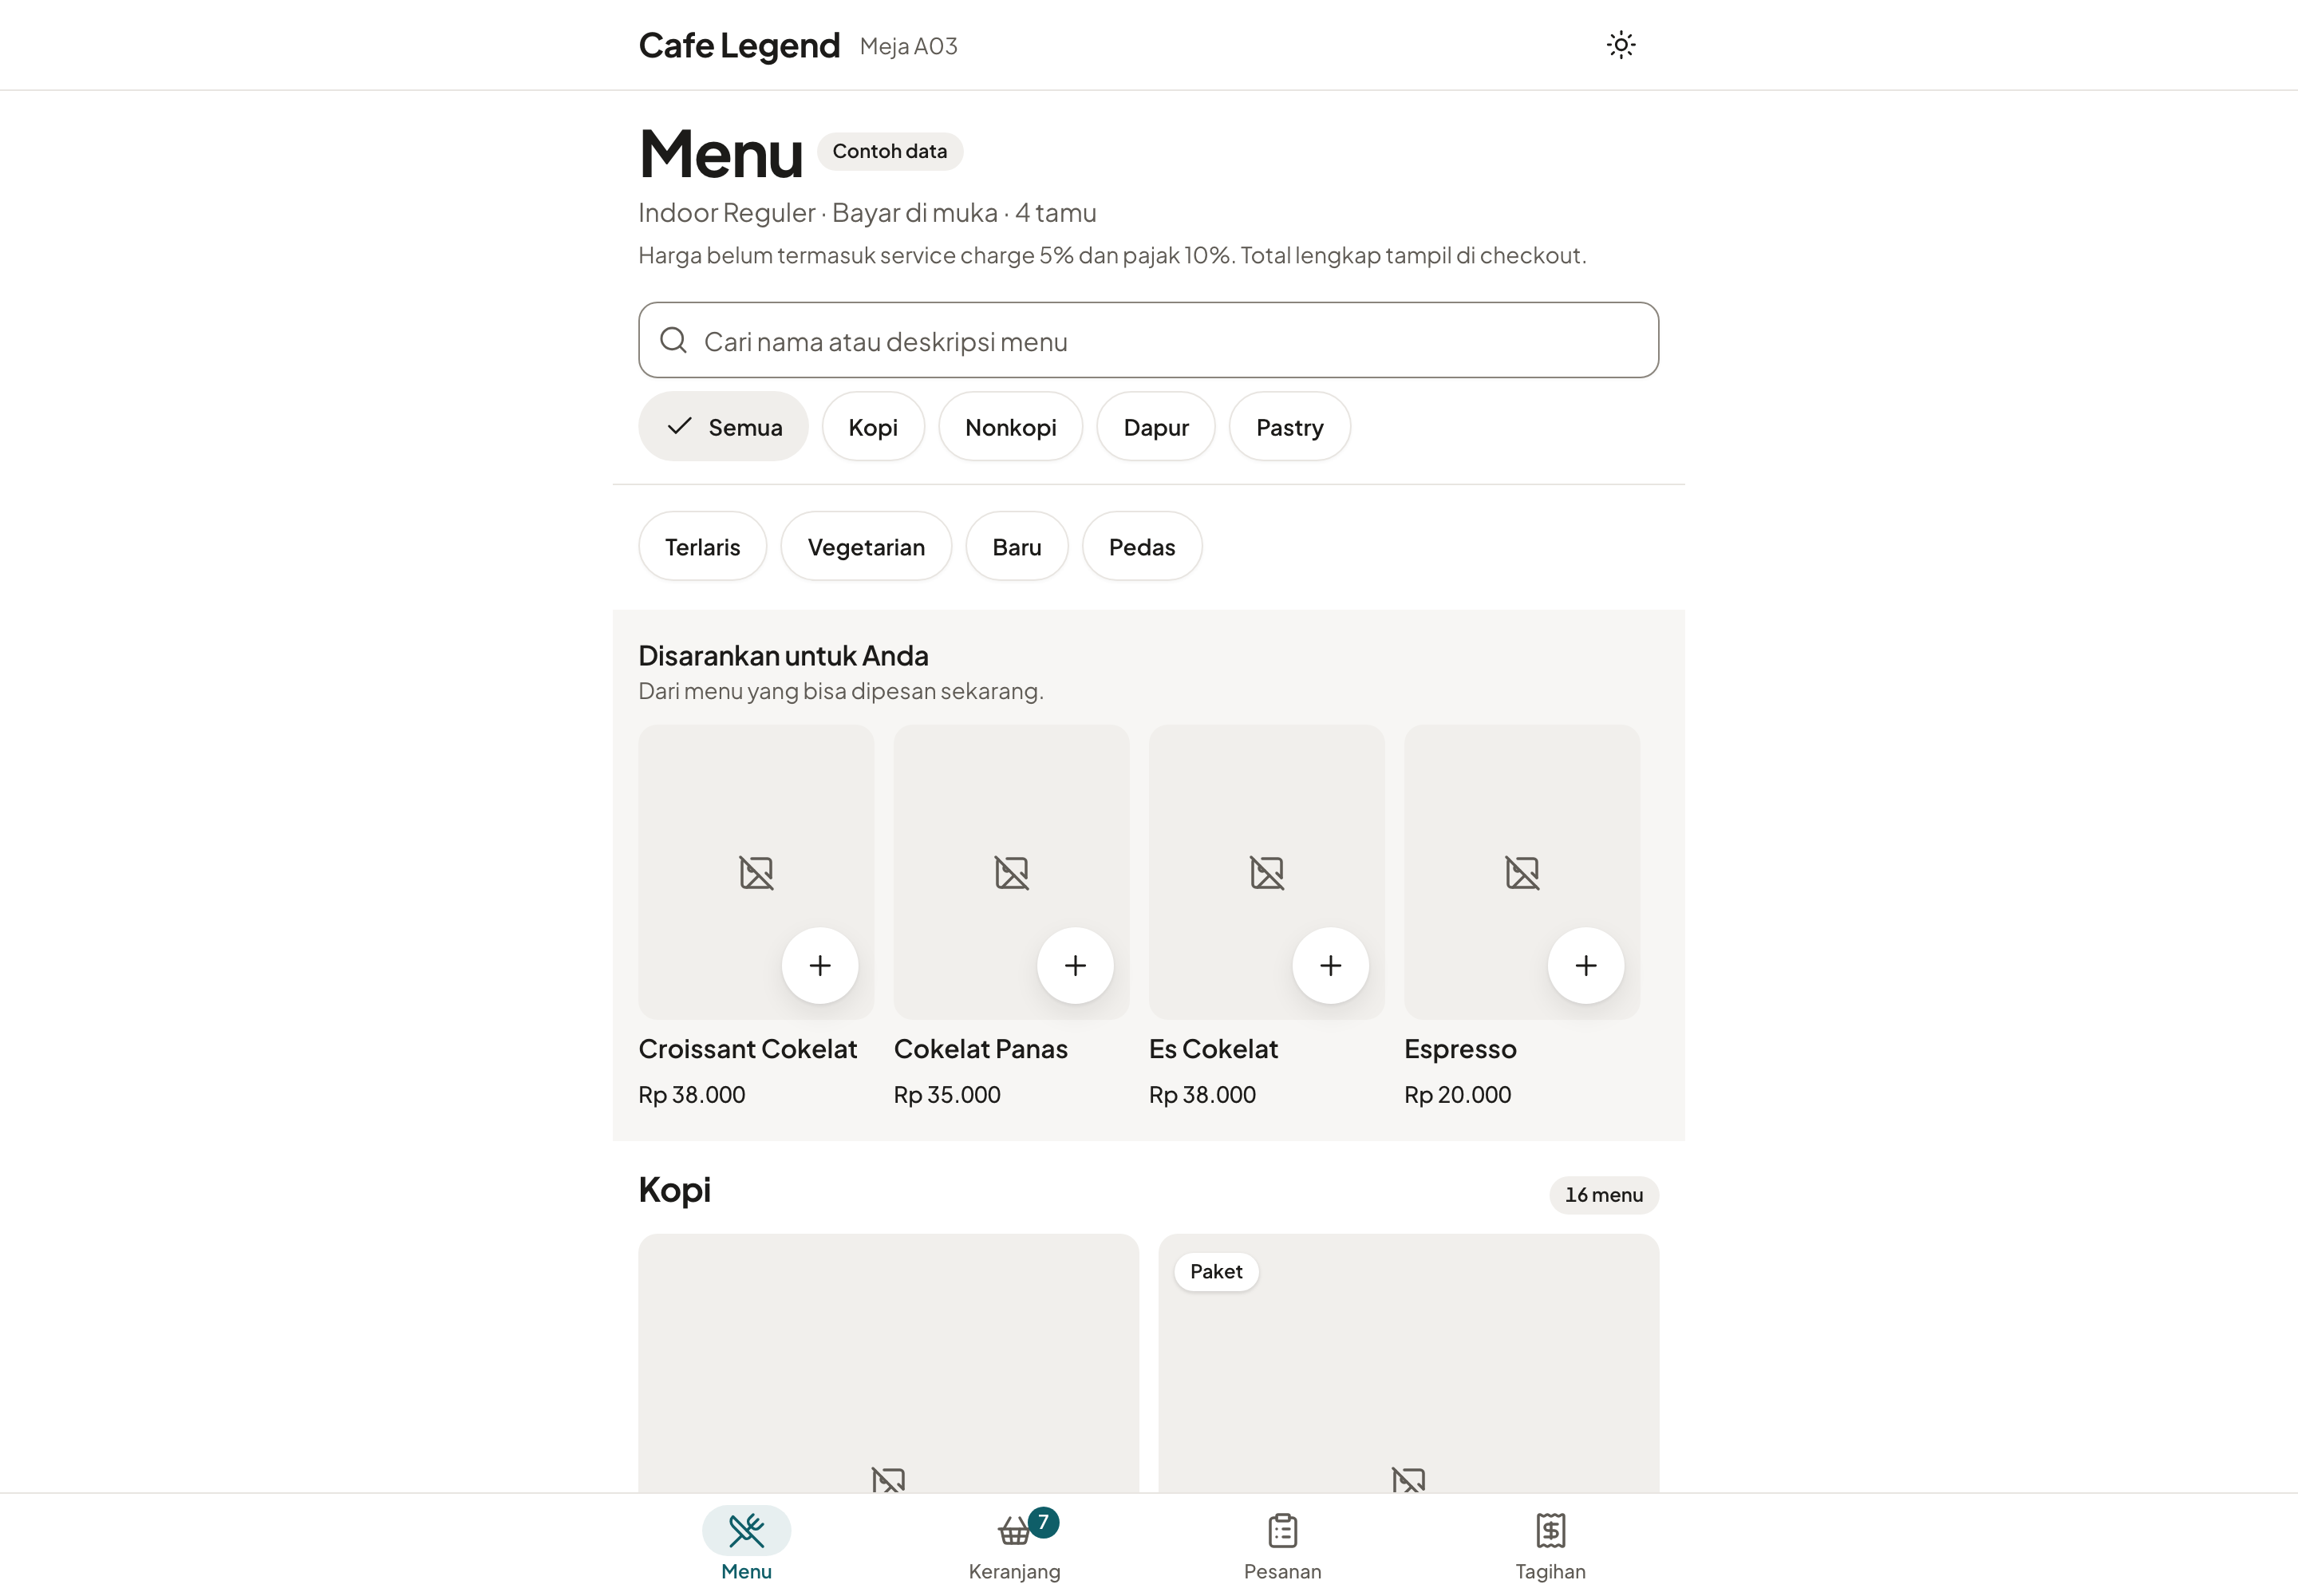 Cafe Legend Meja A03
Menu Contoh data
Indoor Reguler · Bayar di muka · 4 tamu
Harga belum termasuk service charge 5% dan pajak 10%. Total lengkap tampil di checkout.
Cari nama atau deskripsi menu
Semua Kopi Nonkopi Dapur Pastry
Terlaris Vegetarian Baru Pedas
Disarankan untuk Anda
Dari menu yang bisa dipesan sekarang.
Croissant Cokelat Cokelat Panas Es Cokelat Espresso
Rp 38.000 Rp 35.000 Rp 38.000 Rp 20.000
Kopi 16 menu
Paket
7
Menu Keranjang Pesanan Tagihan